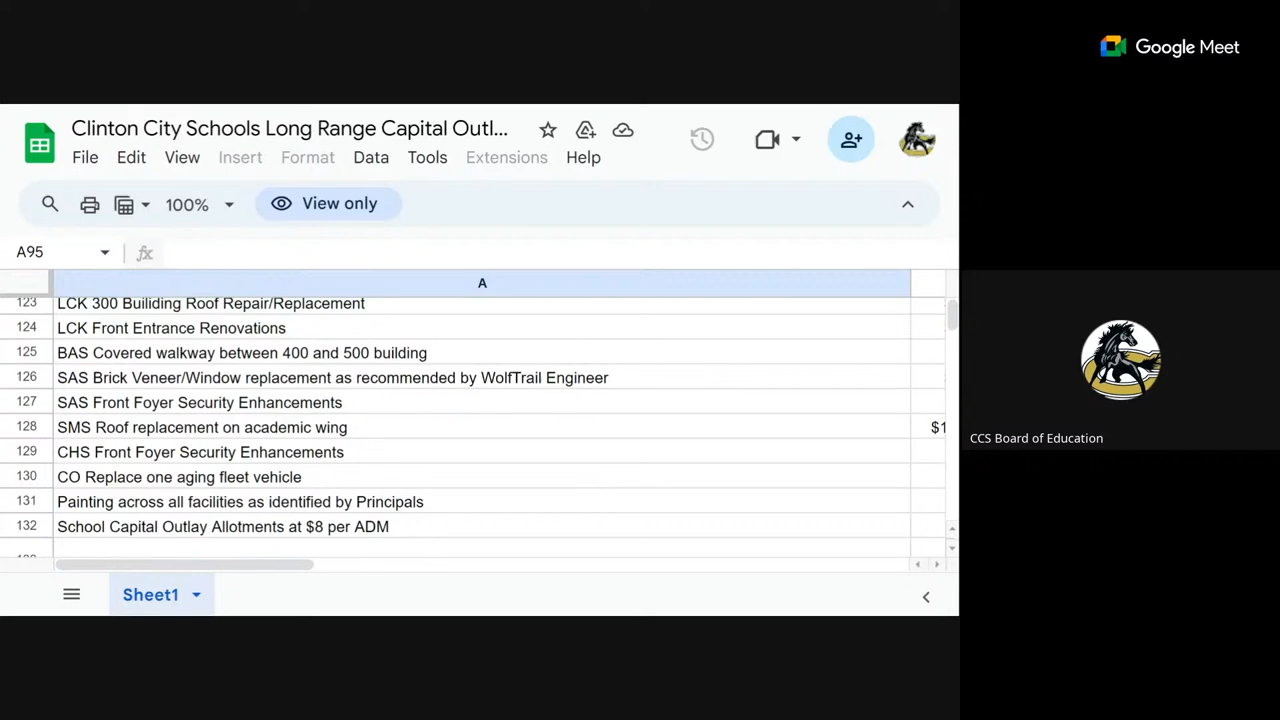 Google Meet
Clinton City Schools Long Range Capital Outl...
File Edit View Insert Format Data Tools Extensions Help
100% View only
A95 fx
A
123 LCK 300 Builiding Roof Repair/Replacement
124 LCK Front Entrance Renovations
125 BAS Covered walkway between 400 and 500 building
126 SAS Brick Veneer/Window replacement as recommended by WolfTrail Engineer
127 SAS Front Foyer Security Enhancements
128 SMS Roof replacement on academic wing $1
129 CHS Front Foyer Security Enhancements
130 CO Replace one aging fleet vehicle
131 Painting across all facilities as identified by Principals
132 School Capital Outlay Allotments at $8 per ADM
Sheet1
CCS Board of Education